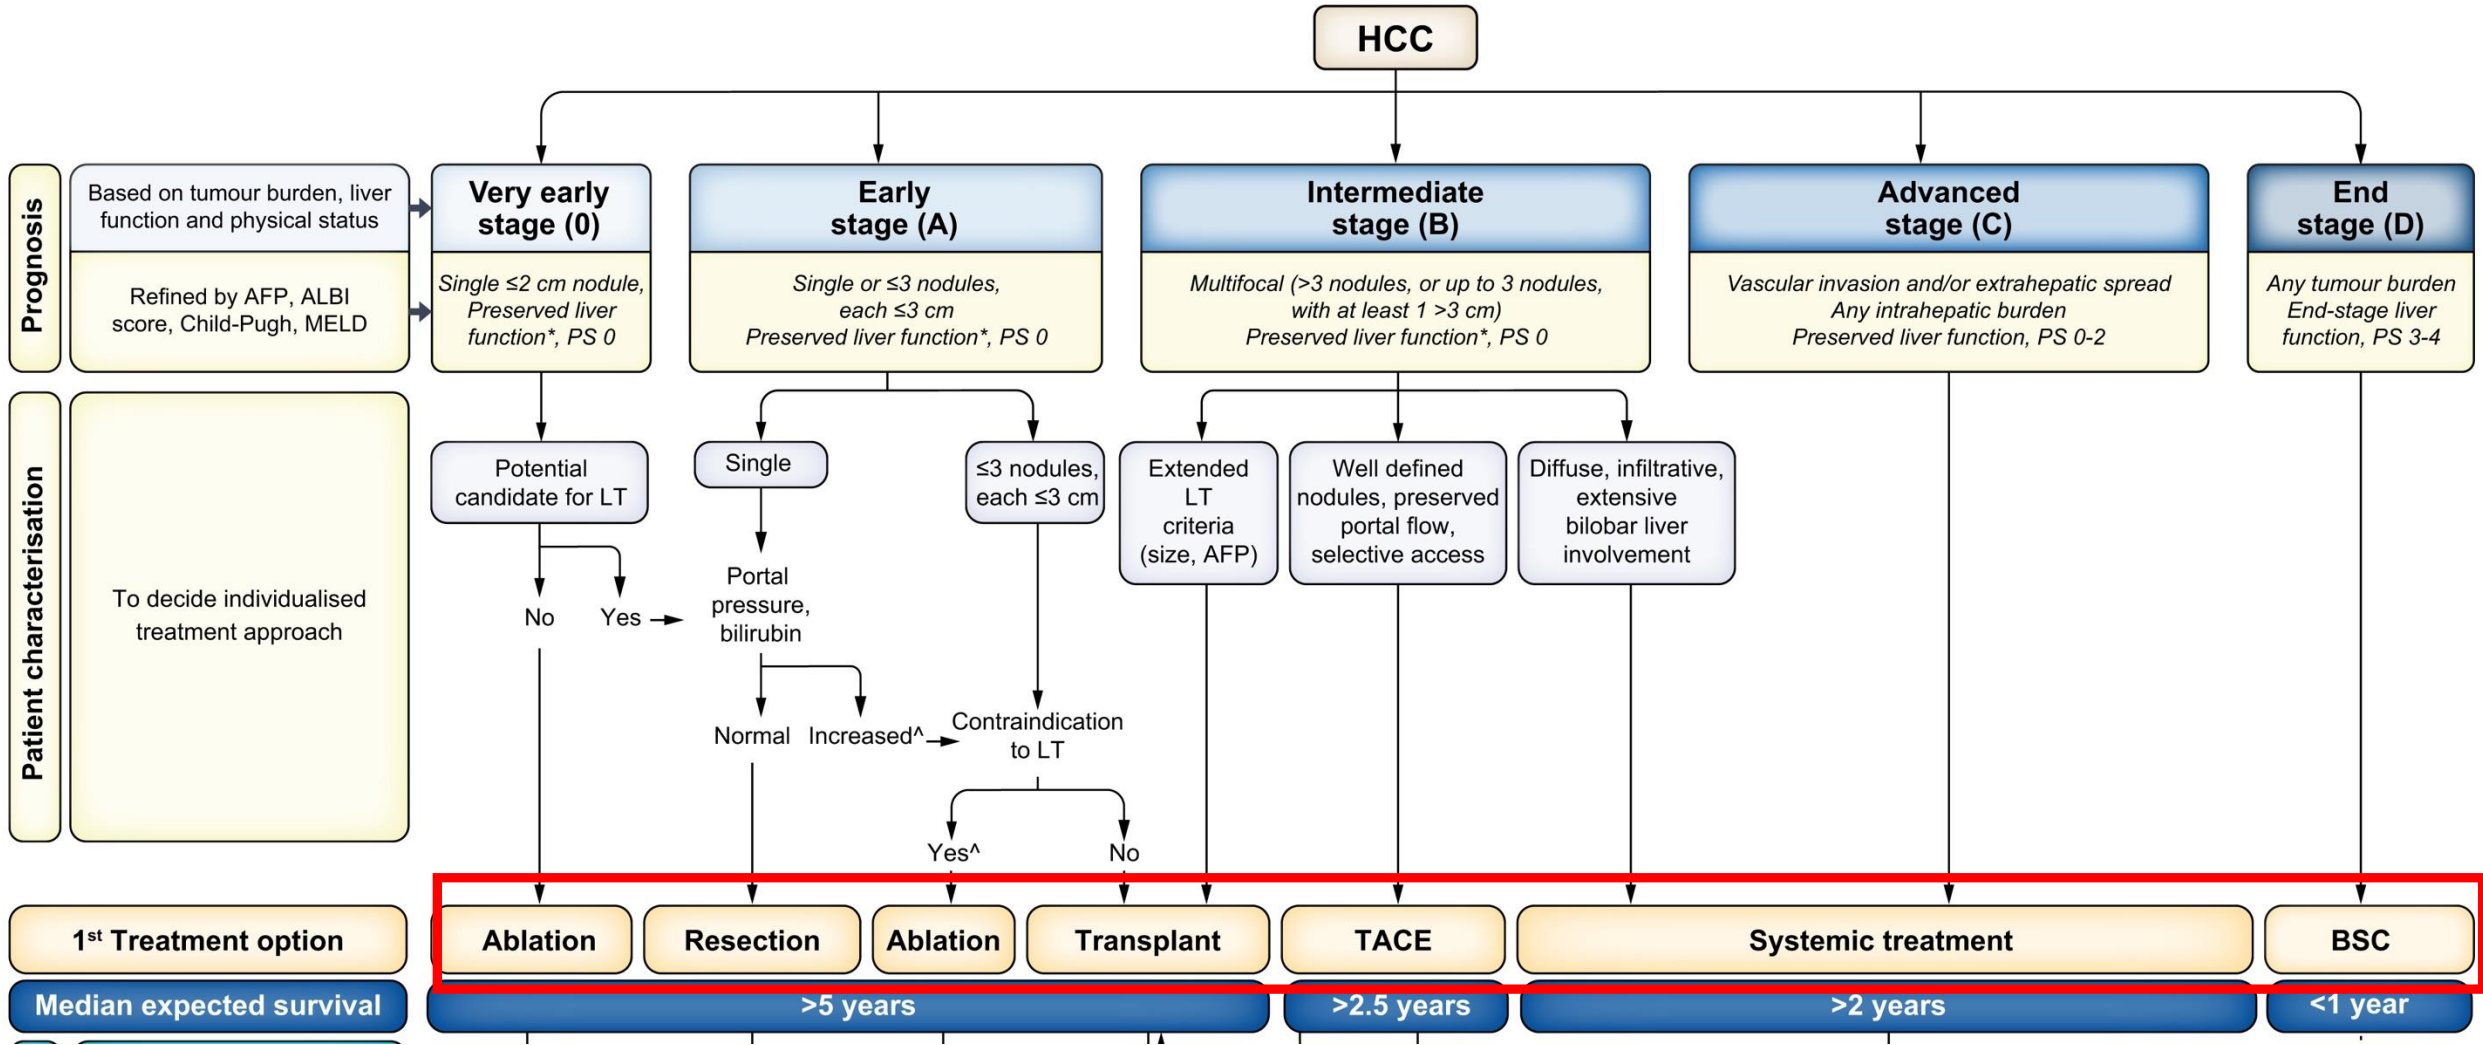 HCC
Prognosis
Based on tumour burden, liver
function and physical status
Refined by AFP, ALBI
score, Child-Pugh, MELD
Very early
stage (0)
Single ≤2 cm nodule,
Preserved liver
function*, PS 0
Early
stage (A)
Single or ≤3 nodules,
each ≤3 cm
Preserved liver function*, PS 0
Intermediate
stage (B)
Multifocal (>3 nodules, or up to 3 nodules,
with at least 1 >3 cm)
Preserved liver function*, PS 0
Advanced
stage (C)
Vascular invasion and/or extrahepatic spread
Any intrahepatic burden
Preserved liver function, PS 0-2
End
stage (D)
Any tumour burden
End-stage liver
function, PS 3-4
Patient characterisation
To decide individualised
treatment approach
Potential
candidate for LT
No
Yes
Single
Portal
pressure,
bilirubin
Normal
Increased^
≤3 nodules,
each ≤3 cm
Contraindication
to LT
Yes^
No
Extended
LT
criteria
(size, AFP)
Well defined
nodules, preserved
portal flow,
selective access
Diffuse, infiltrative,
extensive
bilobar liver
involvement
1st Treatment option
Ablation
Resection
Ablation
Transplant
TACE
Systemic treatment
BSC
Median expected survival
>5 years
>2.5 years
>2 years
<1 year